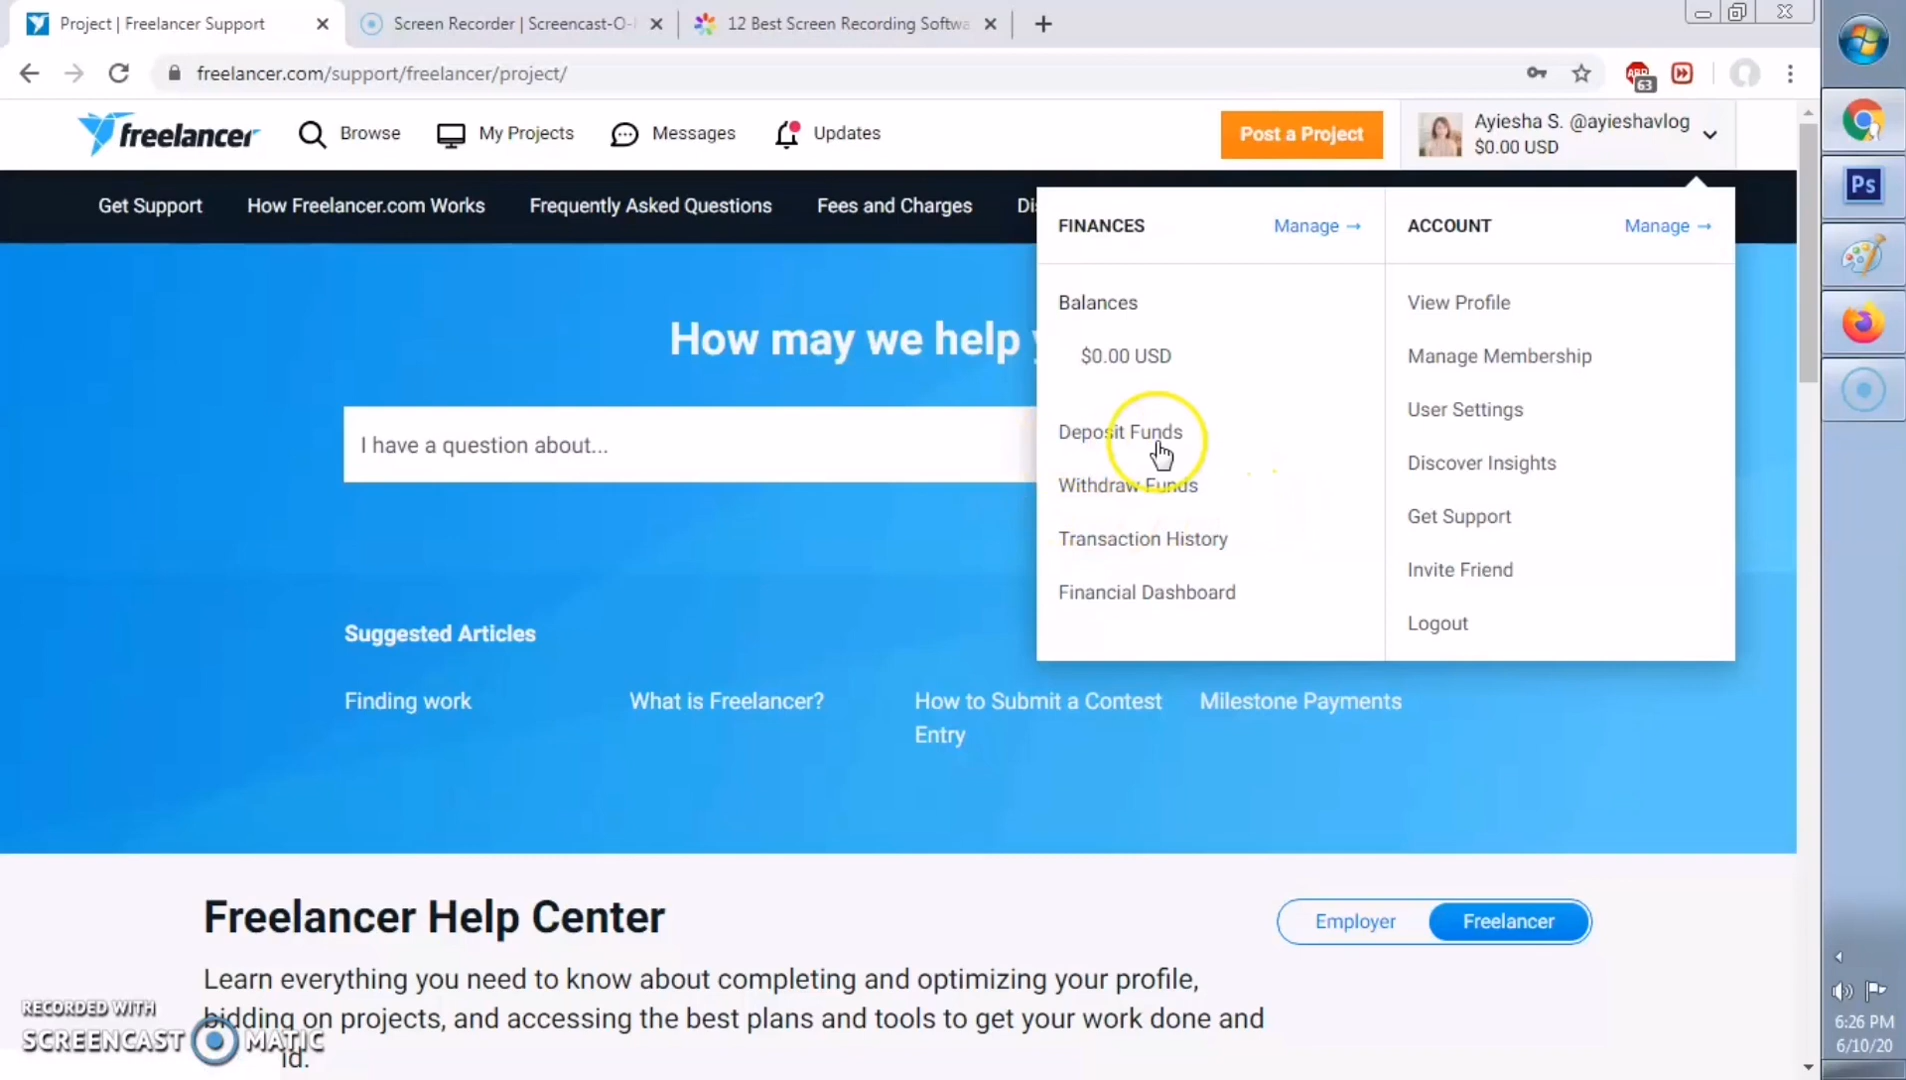 Project | Freelancer Support
Screen Recorder | Screencast-O-
12 Best Screen Recording Softwa
freelancer.com/support/freelancer/project/
ABP
63
freelancer
Browse
My Projects
Messages
Updates
Post a Project
Ayiesha S. @ayieshavlog
$0.00 USD
Get Support
How Freelancer.com Works
Frequently Asked Questions
Fees and Charges
Di
FINANCES
Manage →
ACCOUNT
Manage →
Balances
$0.00 USD
Deposit Funds
Withdraw Funds
Transaction History
Financial Dashboard
View Profile
Manage Membership
User Settings
Discover Insights
Get Support
Invite Friend
Logout
How may we help
I have a question about...
Suggested Articles
Finding work
What is Freelancer?
How to Submit a Contest
Entry
Milestone Payments
Freelancer Help Center
Employer
Freelancer
Learn everything you need to know about completing and optimizing your profile,
bidding on projects, and accessing the best plans and tools to get your work done and
id.
RECORDED WITH
SCREENCAST MATIC
Ps
6:26 PM
6/10/20